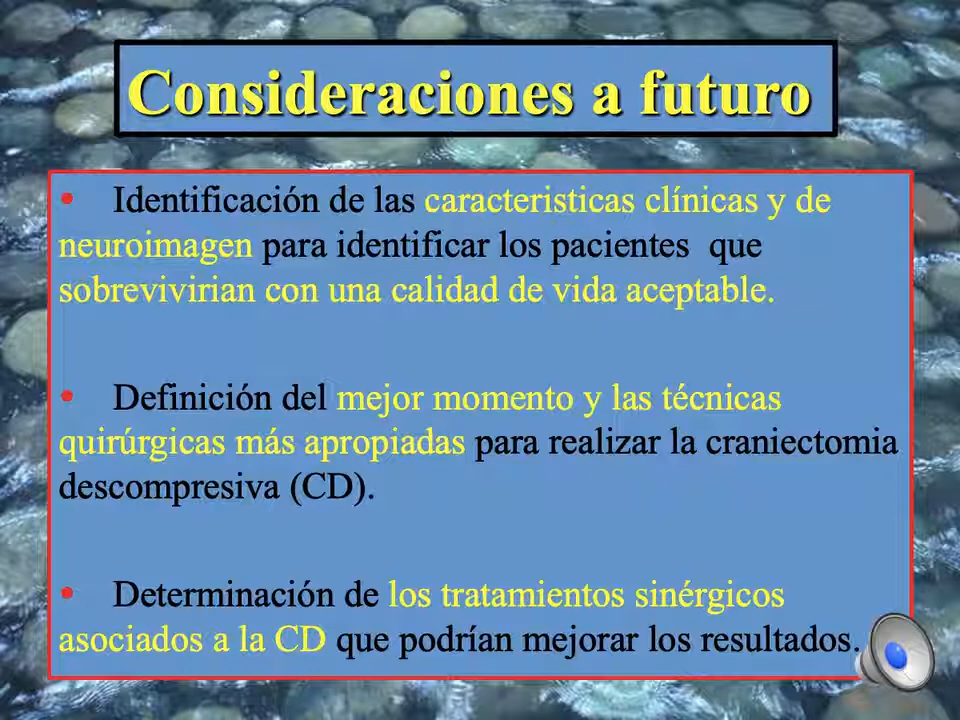 Consideraciones a futuro
• Identificación de las caracteristicas clínicas y de
neuroimagen para identificar los pacientes que
sobrevivirian con una calidad de vida aceptable.
• Definición del mejor momento y las técnicas
quirúrgicas más apropiadas para realizar la craniectomia
descompresiva (CD).
• Determinación de los tratamientos sinérgicos
asociados a la CD que podrían mejorar los resultados.